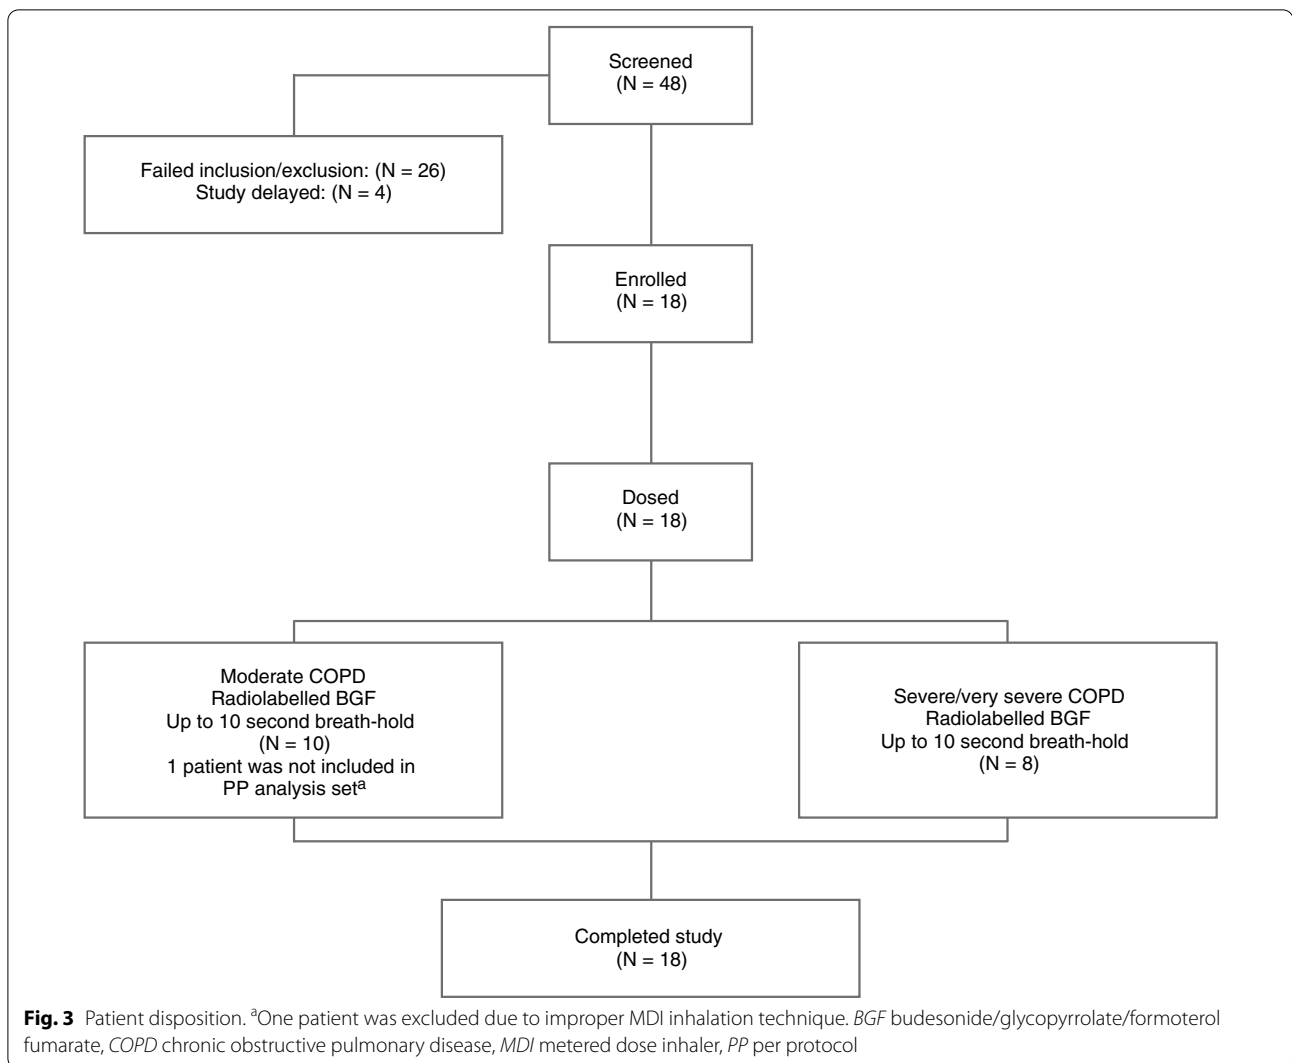 Screened
(N = 48)
Failed inclusion/exclusion: (N = 26)
Study delayed: (N = 4)
Enrolled
(N = 18)
Dosed
(N = 18)
Moderate COPD
Radiolabelled BGF
Up to 10 second breath-hold
(N = 10)
1 patient was not included in
PP analysis setᵃ
Severe/very severe COPD
Radiolabelled BGF
Up to 10 second breath-hold
(N = 8)
Completed study
(N = 18)
Fig. 3 Patient disposition. ᵃOne patient was excluded due to improper MDI inhalation technique. BGF budesonide/glycopyrrolate/formoterol
fumarate, COPD chronic obstructive pulmonary disease, MDI metered dose inhaler, PP per protocol